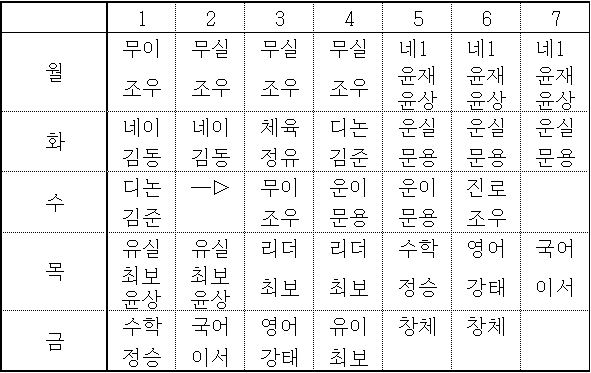 1 2 3 4 5 6 7
무이 무실 무실 무실 네1 네1 네1
월
조우 조우 조우 조우 윤재 윤재 윤재
윤상 윤상 윤상
네이 네이 체육 디논 운실 운실 운실
화
김동 김동 정유 김준 문용 문용 문용
디논 ─▷ 무이 운이 운이 진로
수
김준 조우 문용 문용 조우
유실 유실 리더 리더 수학 영어 국어
목
최보 최보 최보 최보 정승 강태 이서
윤상 윤상
수학 국어 영어 유이 창체 창체
금
정승 이서 강태 최보